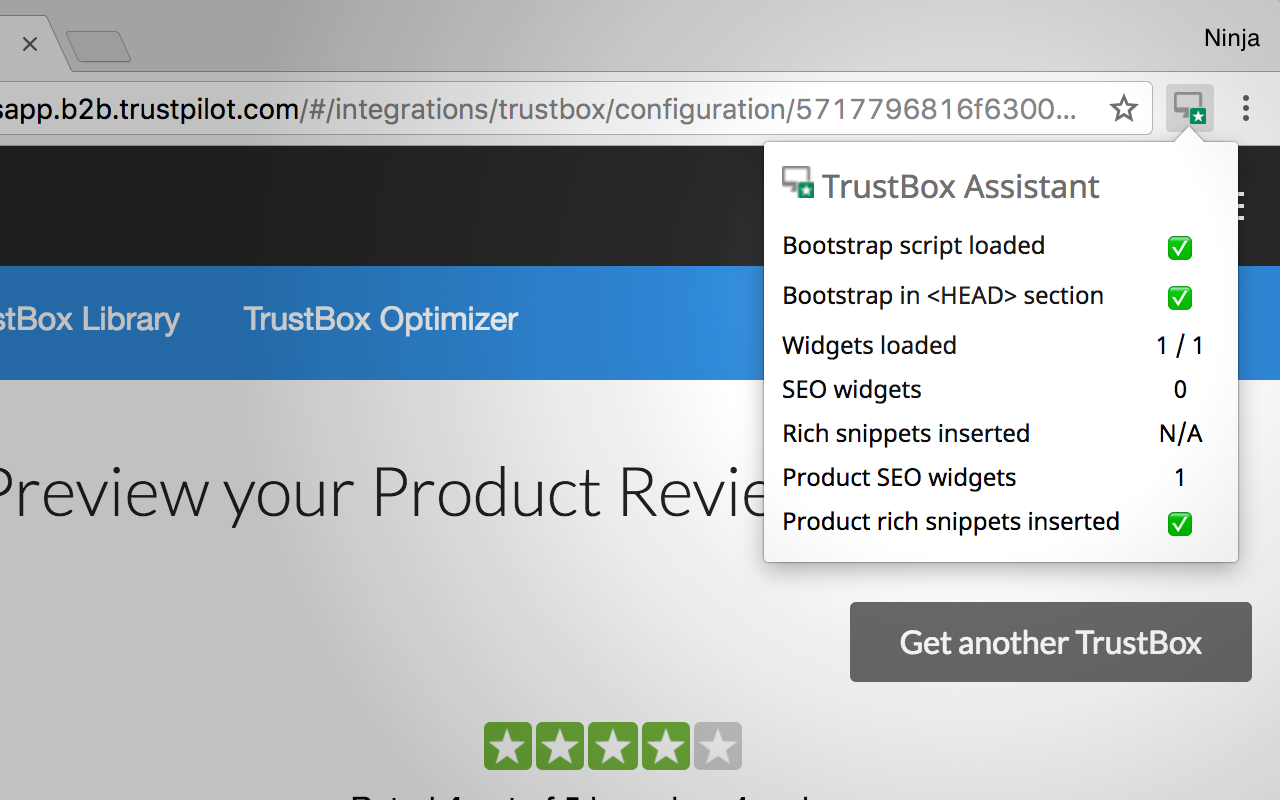 Ninja
sapp.b2b.trustpilot.com/#/integrations/trustbox/configuration/5717796816f6300...
TrustBox Assistant
Bootstrap script loaded
Bootstrap in <HEAD> section
Widgets loaded 1 / 1
SEO widgets 0
Rich snippets inserted N/A
Product SEO widgets 1
Product rich snippets inserted
stBox Library TrustBox Optimizer
Preview your Product Revie
Get another TrustBox